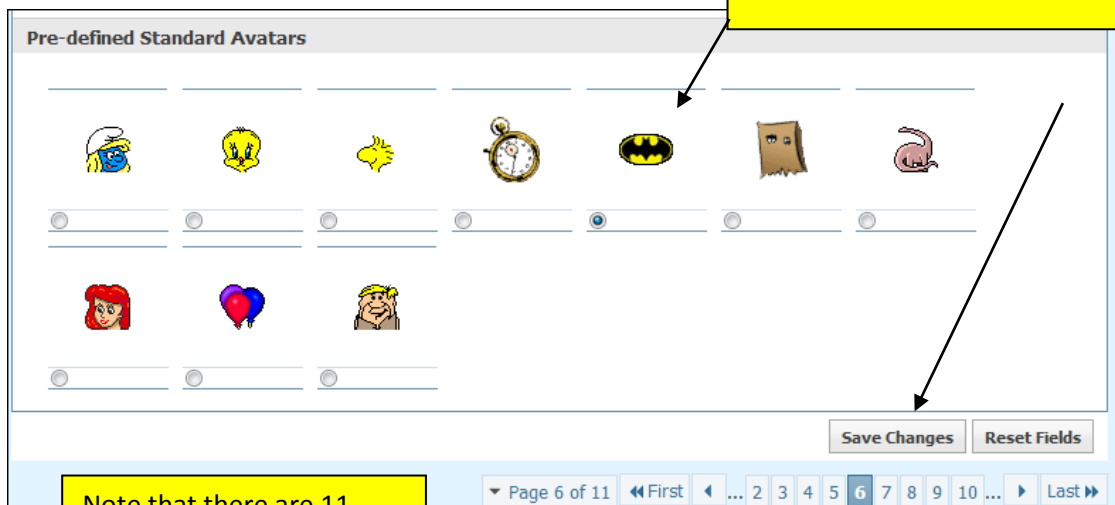 Pre-defined Standard Avatars
Save Changes Reset Fields
Page 6 of 11 First ... 2 3 4 5 6 7 8 9 10 ... Last
Note that there are 11